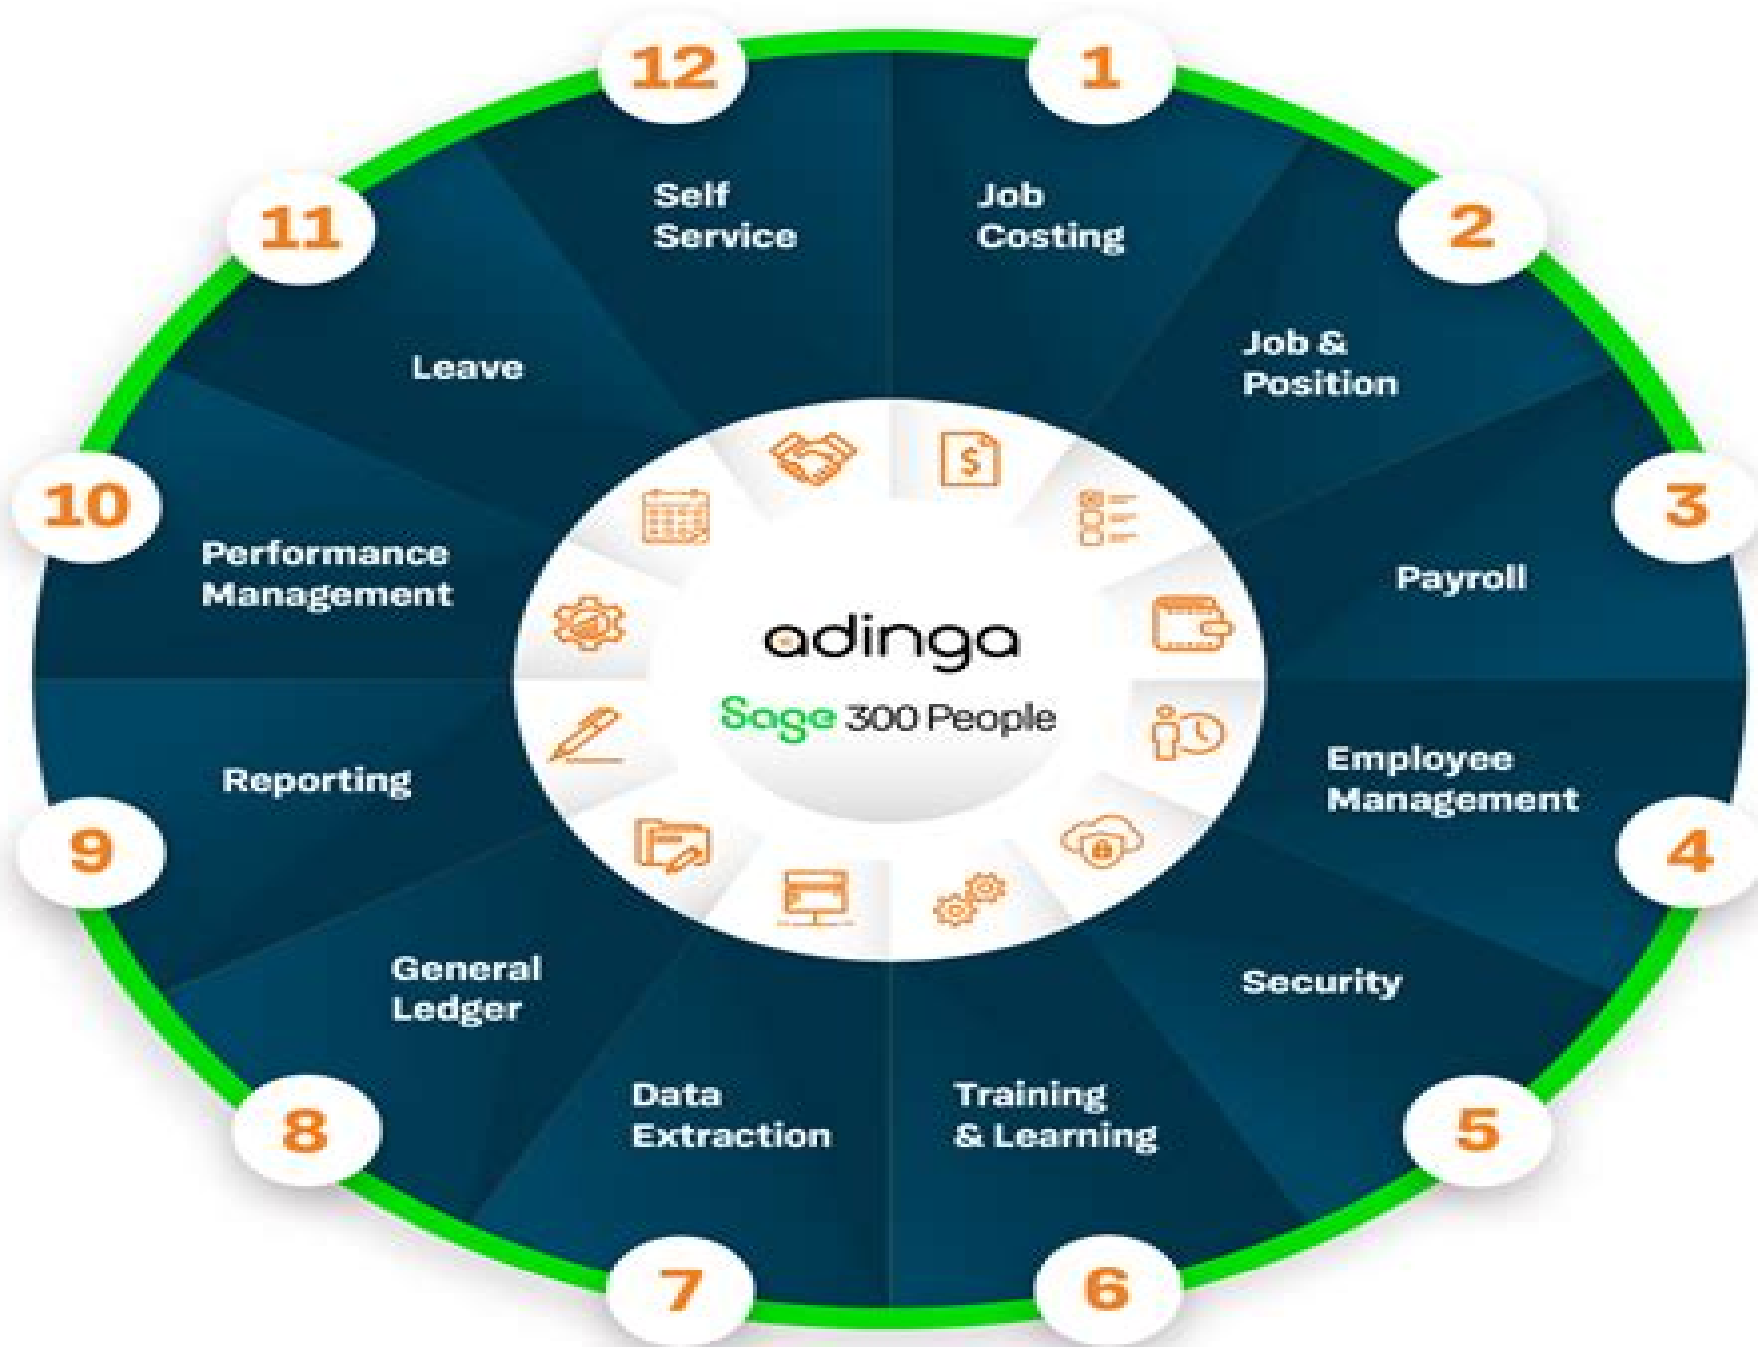 12
1
Self
Service
Job
Costing
11
2
Leave
Job &
Position
10
3
Performance
Management
Payroll
adinga
Sage 300 People
Reporting
Employee
Management
9
4
General
Ledger
Security
Data
Extraction
Training
& Learning
8
5
7
6